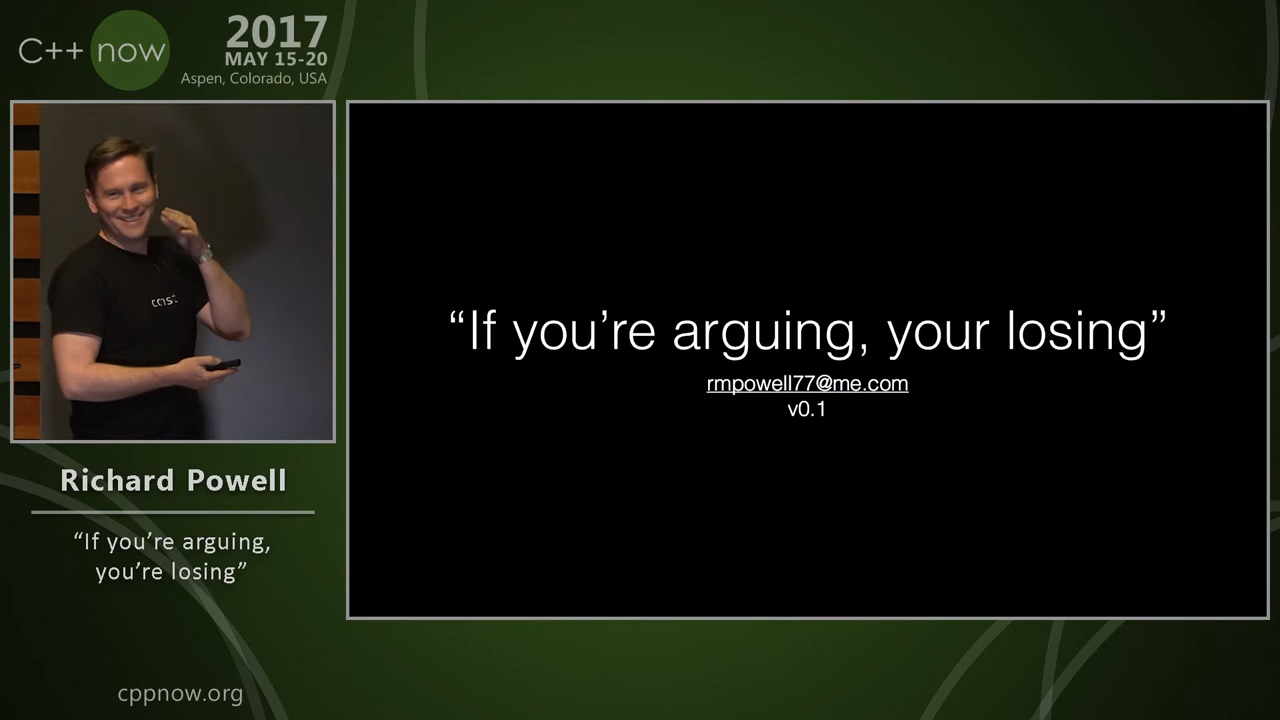 C++ now
2017
MAY 15-20
Aspen, Colorado, USA
const
“If you’re arguing, your losing”
rmpowell77@me.com
v0.1
Richard Powell
“If you’re arguing,
you’re losing”
cppnow.org